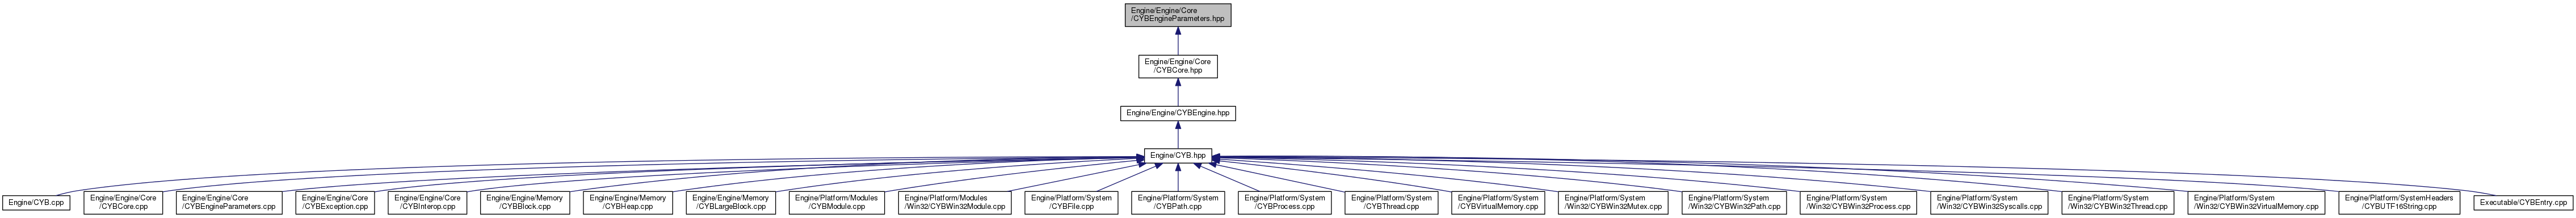 Engine/Engine/Core
/CYBEngineParameters.hpp
Engine/Engine/Core
/CYBCore.hpp
Engine/Engine/CYBEngine.hpp
Engine/CYB.hpp
Engine/CYB.cpp
Engine/Engine/Core
/CYBCore.cpp
Engine/Engine/Core
/CYBEngineParameters.cpp
Engine/Engine/Core
/CYBException.cpp
Engine/Engine/Core
/CYBInterop.cpp
Engine/Engine/Memory
/CYBBlock.cpp
Engine/Engine/Memory
/CYBHeap.cpp
Engine/Engine/Memory
/CYBLargeBlock.cpp
Engine/Platform/Modules
/CYBModule.cpp
Engine/Platform/Modules
/Win32/CYBWin32Module.cpp
Engine/Platform/System
/CYBFile.cpp
Engine/Platform/System
/CYBPath.cpp
Engine/Platform/System
/CYBProcess.cpp
Engine/Platform/System
/CYBThread.cpp
Engine/Platform/System
/CYBVirtualMemory.cpp
Engine/Platform/System
/Win32/CYBWin32Mutex.cpp
Engine/Platform/System
/Win32/CYBWin32Path.cpp
Engine/Platform/System
/Win32/CYBWin32Process.cpp
Engine/Platform/System
/Win32/CYBWin32Syscalls.cpp
Engine/Platform/System
/Win32/CYBWin32Thread.cpp
Engine/Platform/System
/Win32/CYBWin32VirtualMemory.cpp
Engine/Platform/SystemHeaders
/CYBUTF16String.cpp
Executable/CYBEntry.cpp